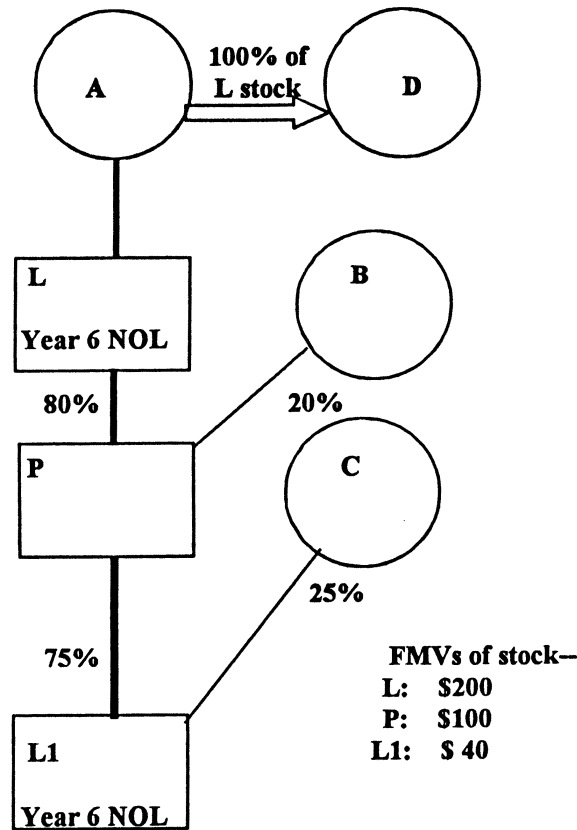 100% of
L stock
A
D
L
Year 6 NOL
B
80%
20%
P
C
25%
75%
FMVs of stock--
L: $200
P: $100
L1: $ 40
L1
Year 6 NOL